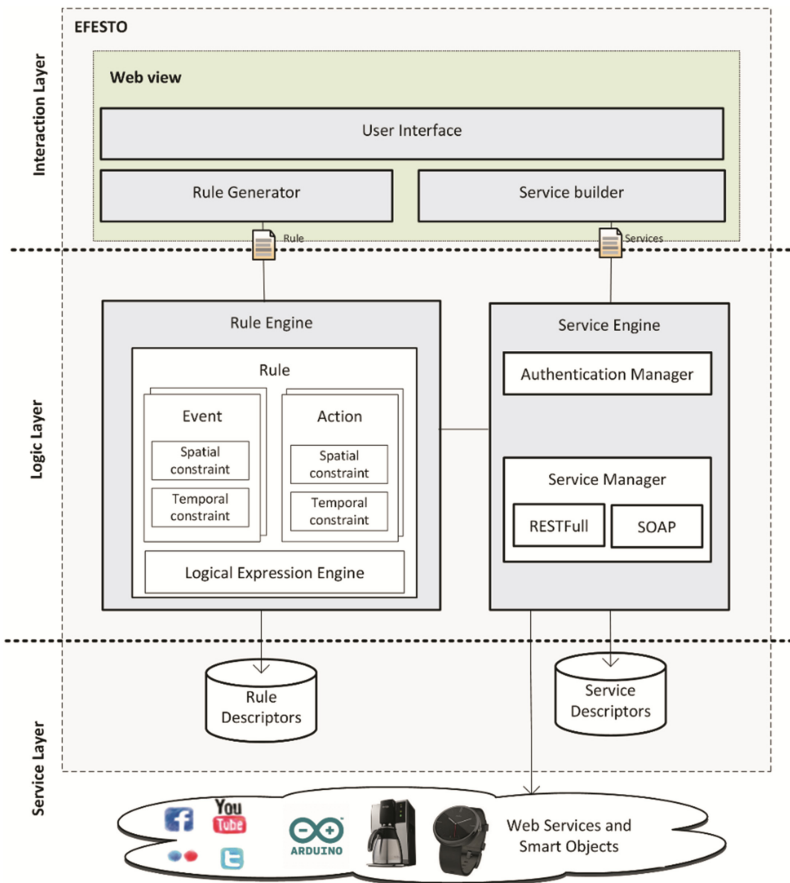 EFESTO
Interaction Layer
Web view
User Interface
Rule Generator
Service builder
Rule
Services
Logic Layer
Rule Engine
Rule
Event
Spatial
constraint
Temporal
constraint
Action
Spatial
constraint
Temporal
constraint
Logical Expression Engine
Service Engine
Authentication Manager
Service Manager
RESTFull
SOAP
Service Layer
Rule
Descriptors
Service
Descriptors
You
Tube
ARDUINO
Web Services and
Smart Objects